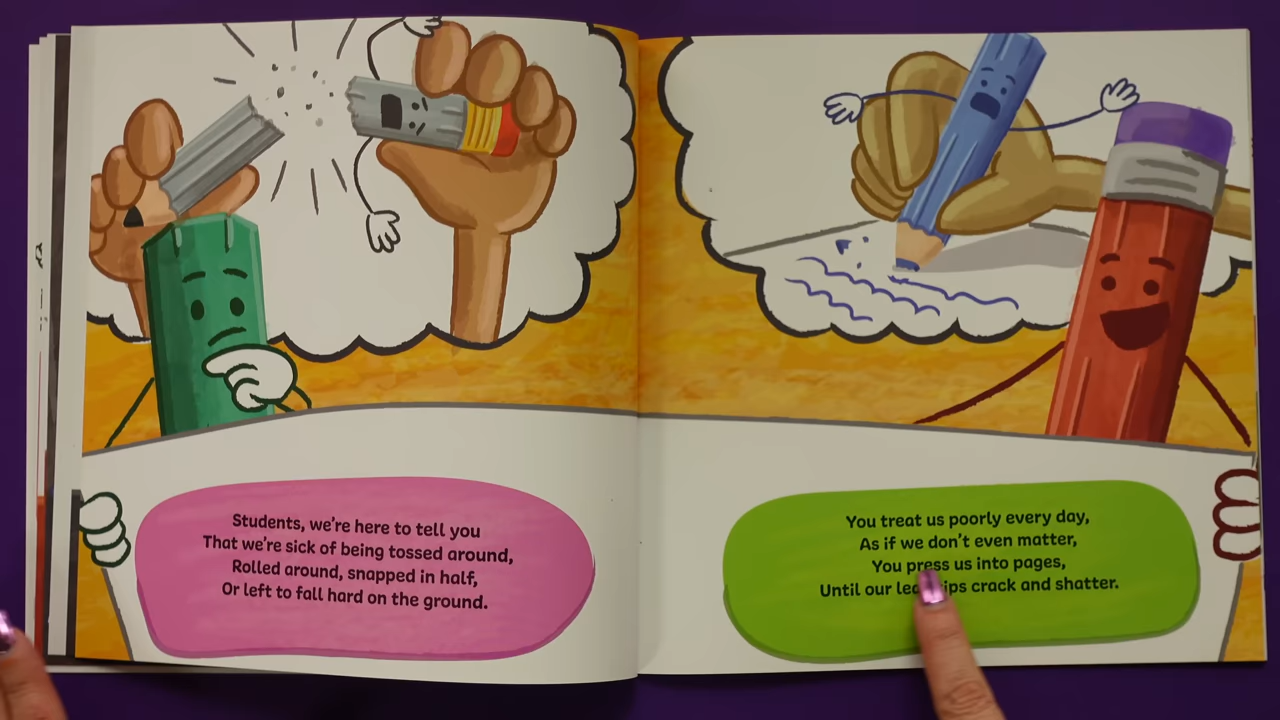 Students, we're here to tell you
That we're sick of being tossed around,
Rolled around, snapped in half,
Or left to fall hard on the ground.
You treat us poorly every day,
As if we don't even matter,
You press us into pages,
Until our crack and shatter.